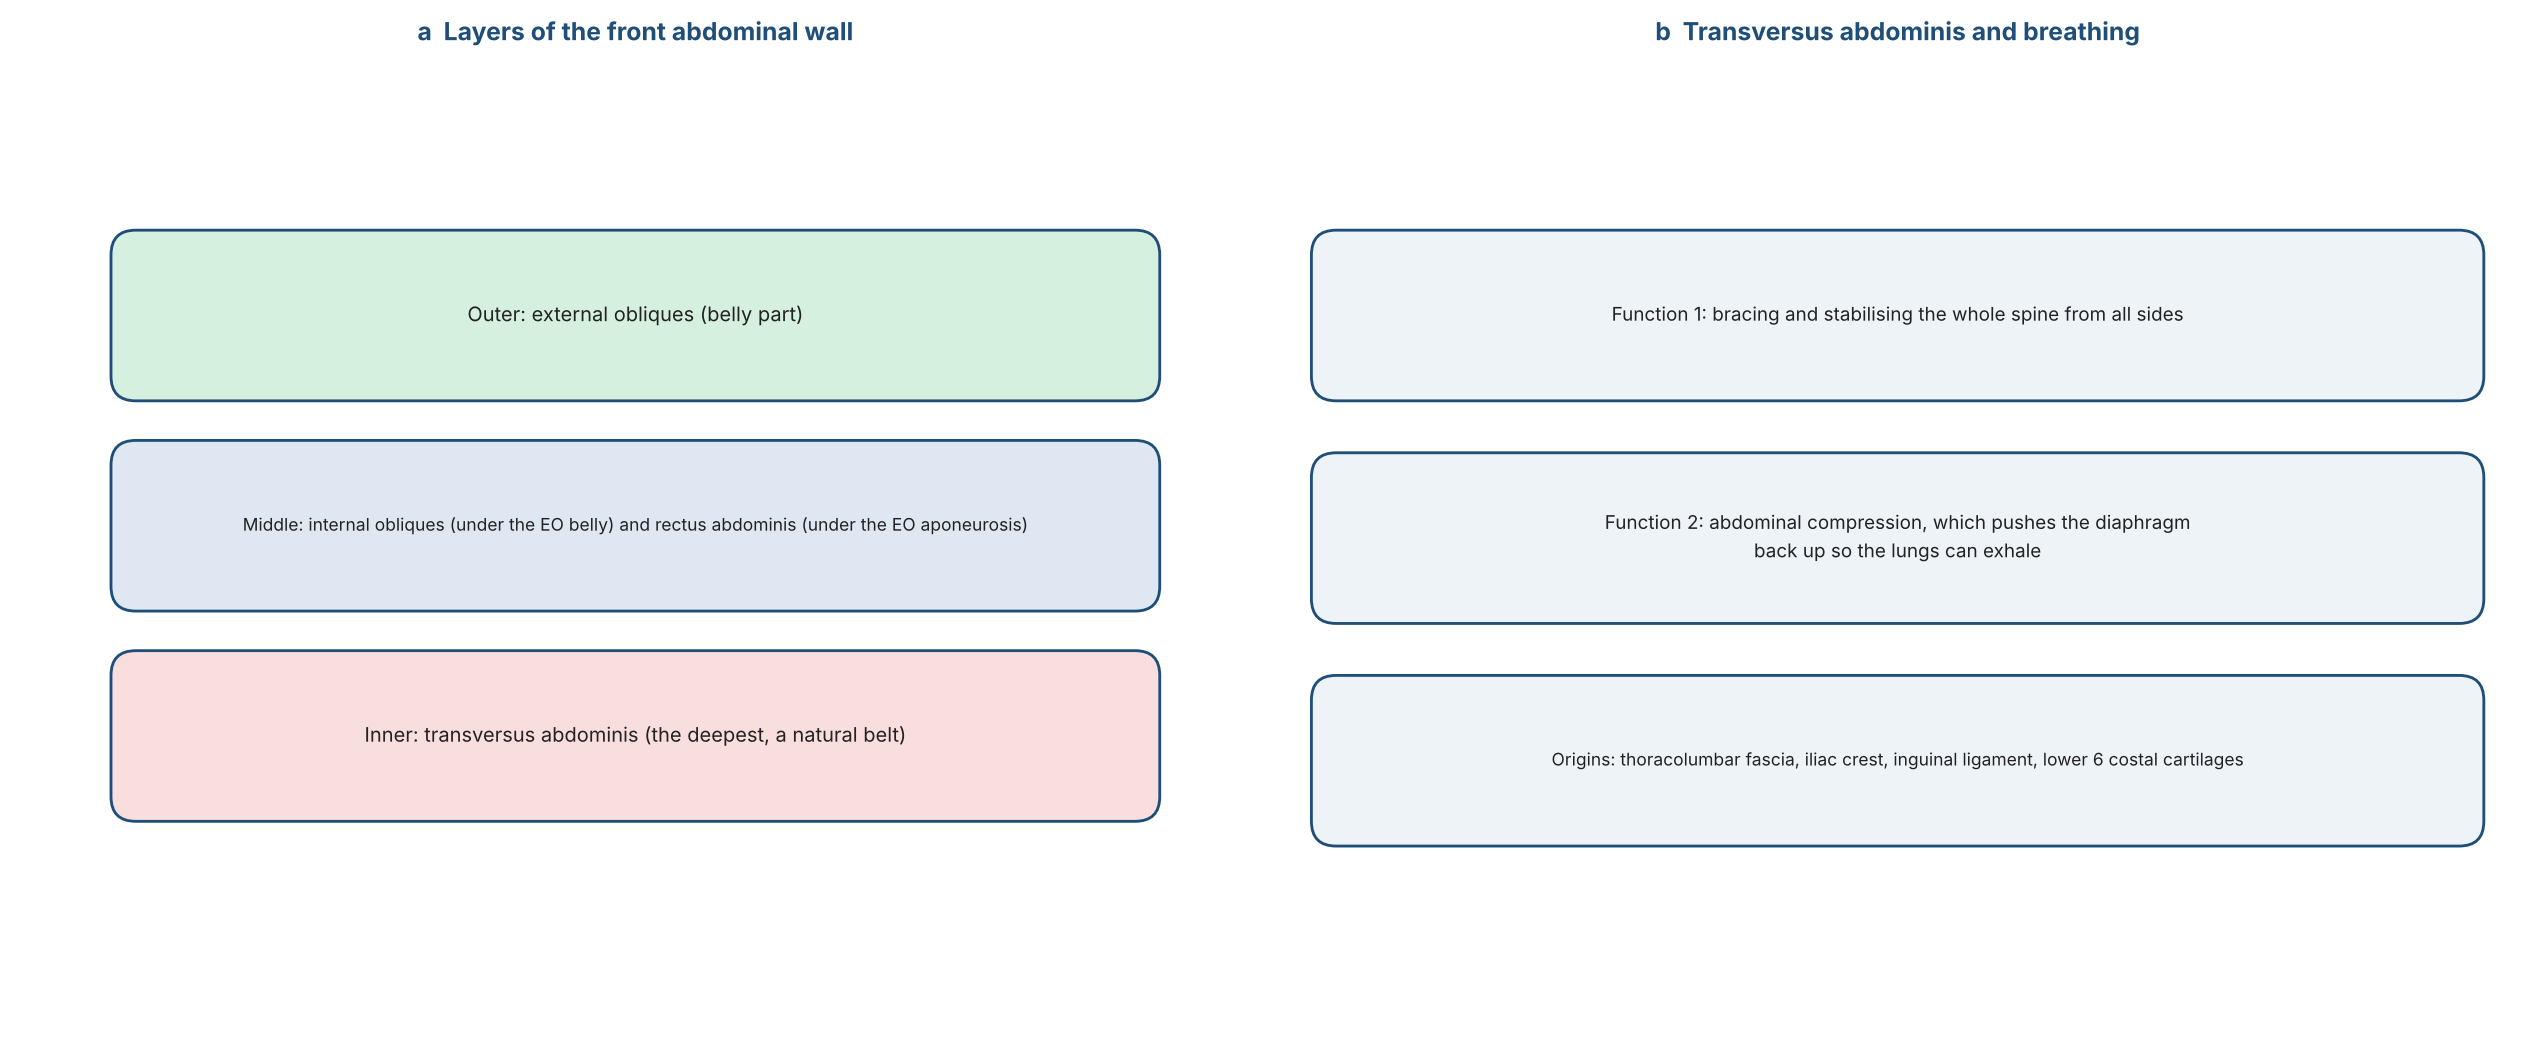 a Layers of the front abdominal wall
Outer: external obliques (belly part)
Middle: internal obliques (under the EO belly) and rectus abdominis (under the EO aponeurosis)
Inner: transversus abdominis (the deepest, a natural belt)
b Transversus abdominis and breathing
Function 1: bracing and stabilising the whole spine from all sides
Function 2: abdominal compression, which pushes the diaphragm
back up so the lungs can exhale
Origins: thoracolumbar fascia, iliac crest, inguinal ligament, lower 6 costal cartilages